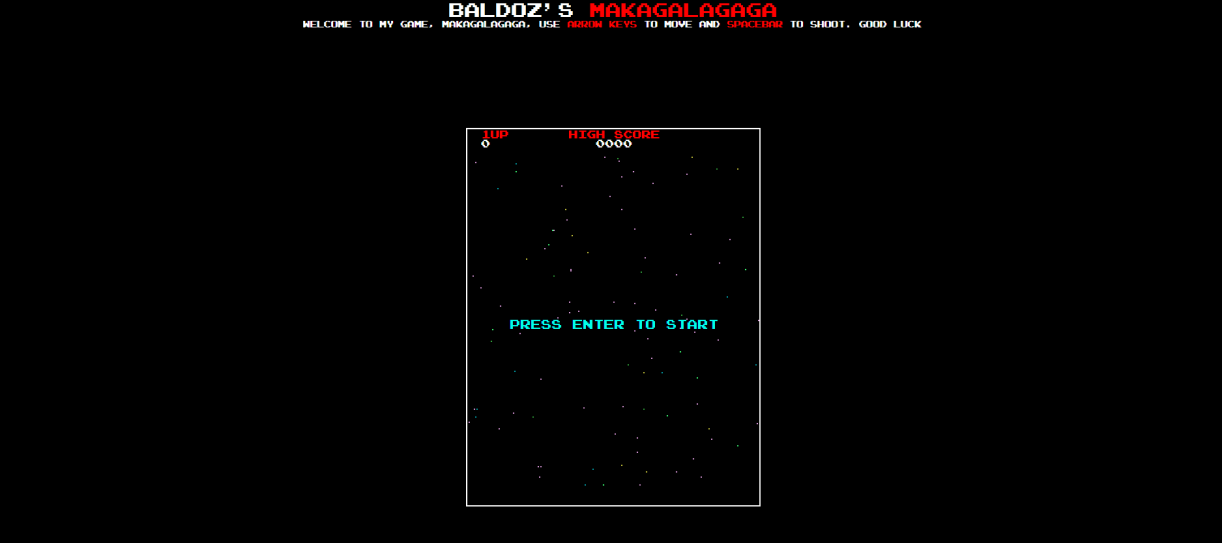 BALDOZ'S MAKAGALAGAGA
WELCOME TO MY GAME, MAKAGALAGAGA, USE ARROW KEYS TO MOVE AND SPACEBAR TO SHOOT. GOOD LUCK
1UP HIGH SCORE
0 0000
PRESS ENTER TO START